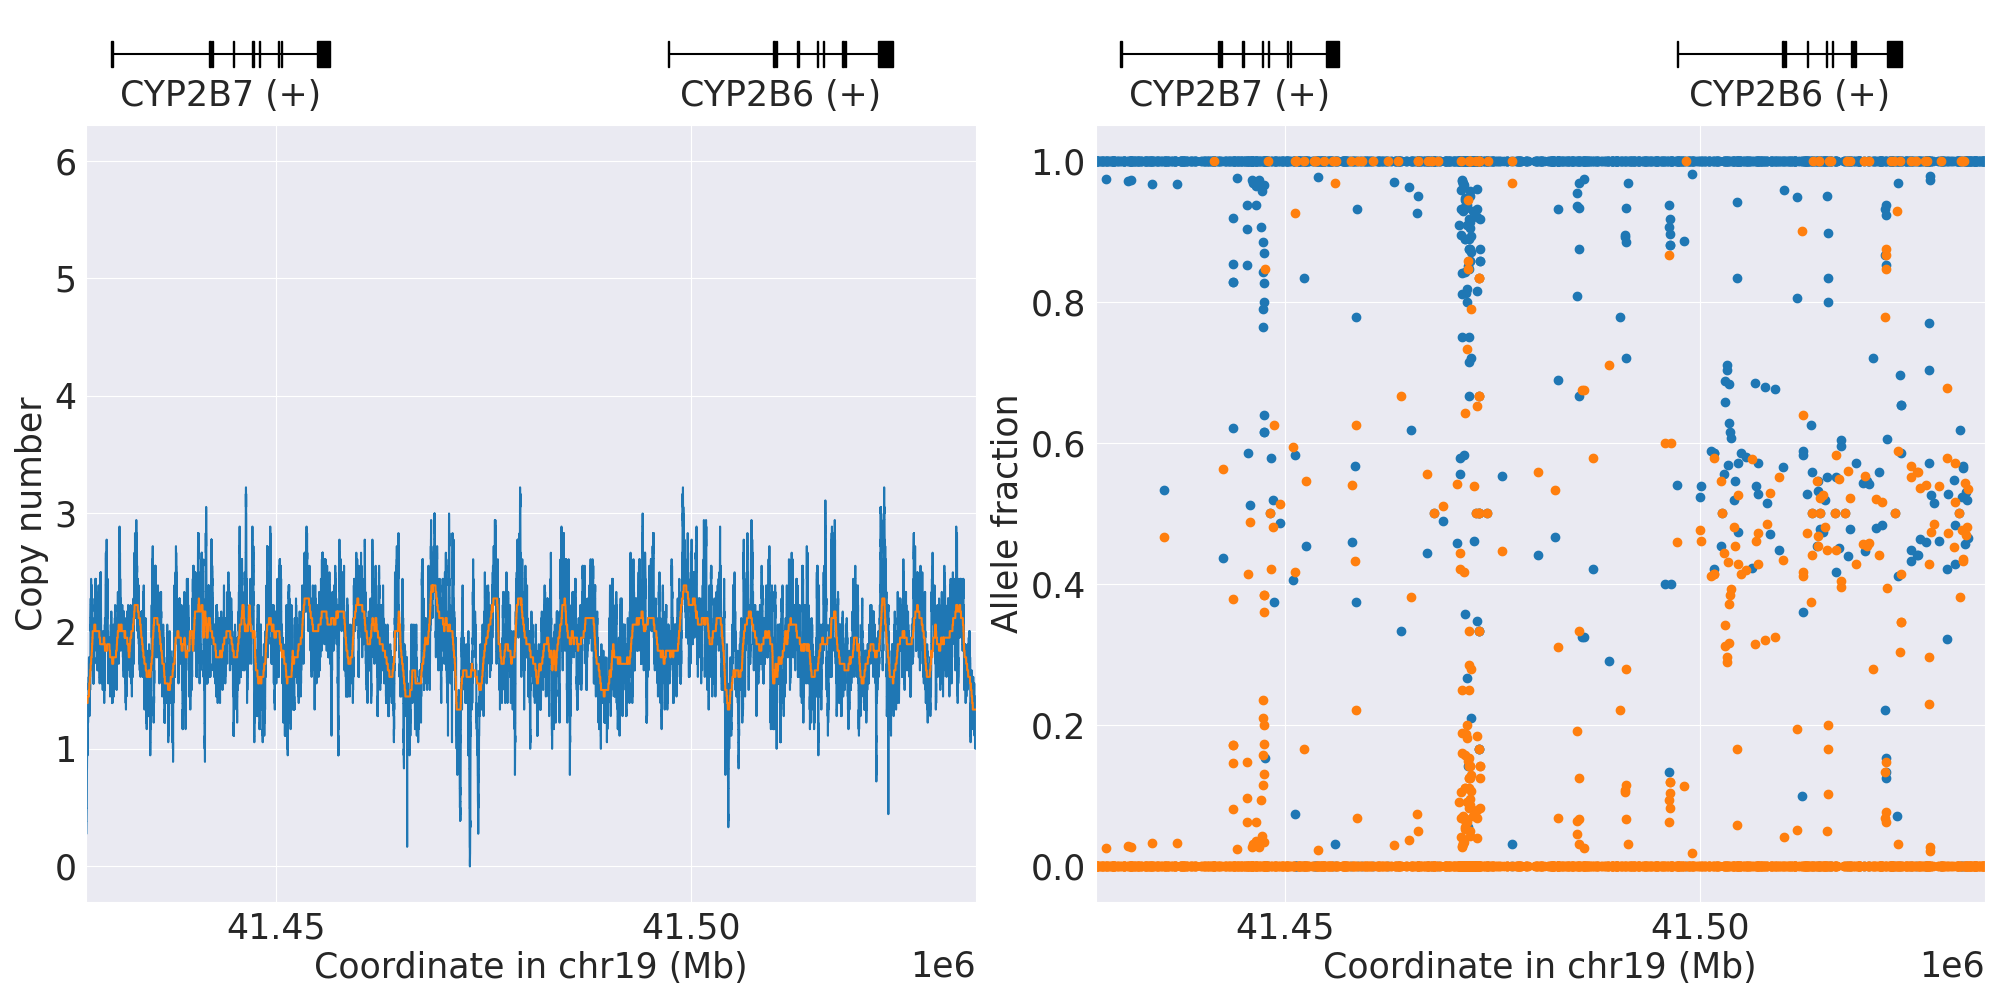 CYP2B7 (+)
CYP2B6 (+)
6
5
4
3
2
1
0
Copy number
41.45
41.50
Coordinate in chr19 (Mb)
1e6
CYP2B7 (+)
CYP2B6 (+)
1.0
0.8
0.6
0.4
0.2
0.0
Allele fraction
41.45
41.50
Coordinate in chr19 (Mb)
1e6